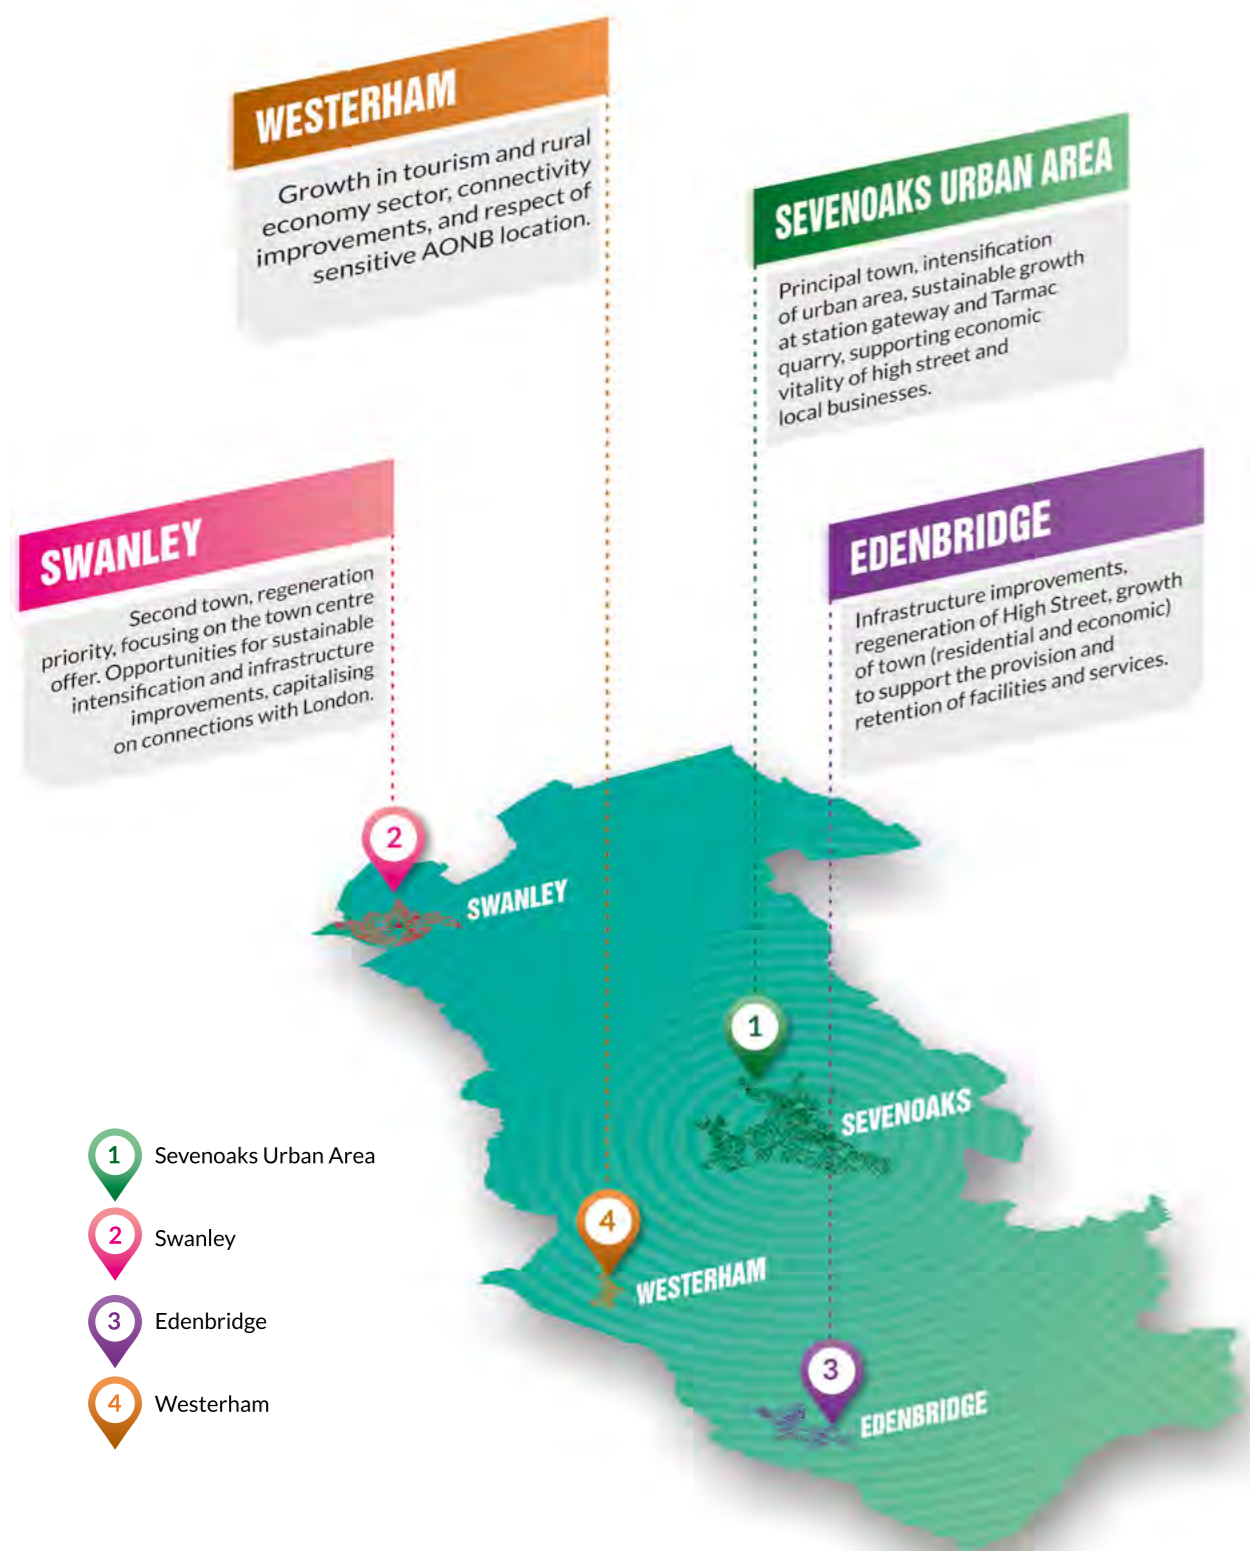 WESTERHAM
Growth in tourism and rural
economy sector, connectivity
improvements, and respect of
sensitive AONB location.
SEVENOAKS URBAN AREA
Principal town, intensification
of urban area, sustainable growth
at station gateway and Tarmac
quarry, supporting economic
vitality of high street and
local businesses.
SWANLEY
Second town, regeneration
priority, focusing on the town centre
offer. Opportunities for sustainable
intensification and infrastructure
improvements, capitalising
on connections with London.
EDENBRIDGE
Infrastructure improvements,
regeneration of High Street, growth
of town (residential and economic)
to support the provision and
retention of facilities and services.
2
SWANLEY
1
SEVENOAKS
4
WESTERHAM
3
EDENBRIDGE
1 Sevenoaks Urban Area
2 Swanley
3 Edenbridge
4 Westerham